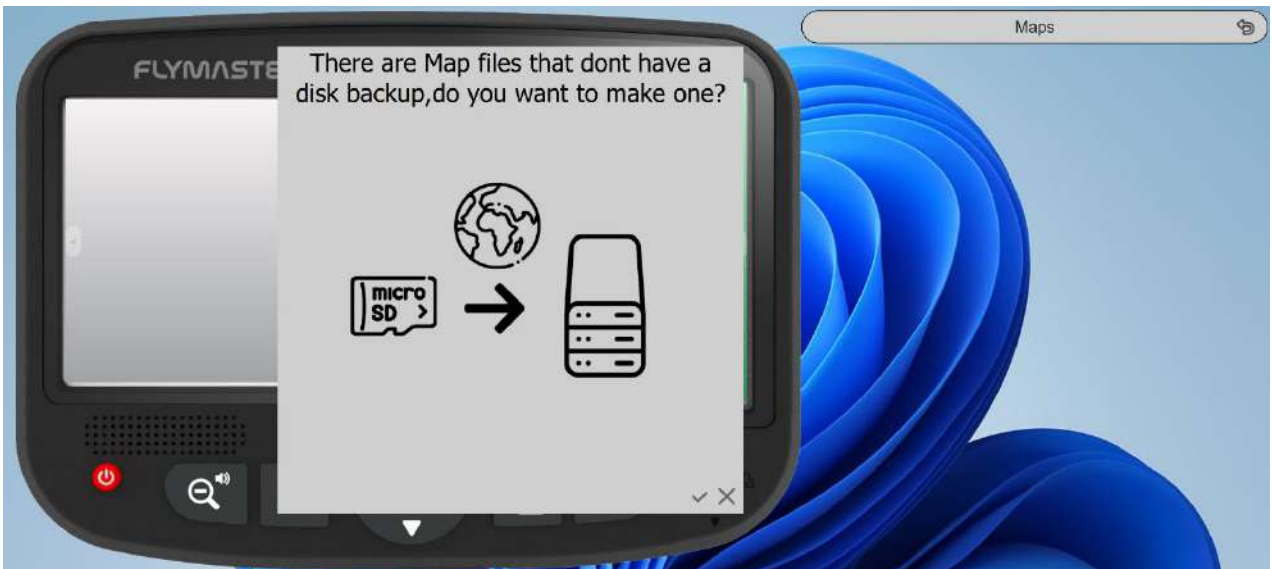 Maps
FLYMASTE
There are Map files that dont have a
disk backup,do you want to make one?
micro
SD